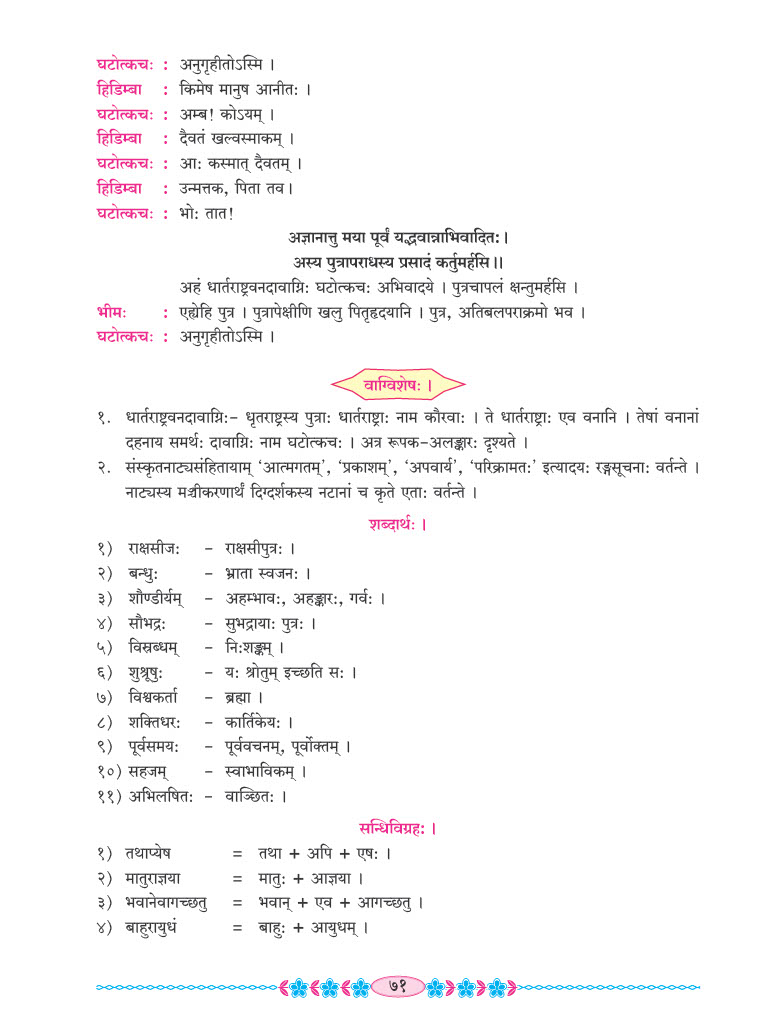 घटोत्कचः : अनुगृहीतोऽस्मि ।
हिडिम्बा : किमेष मानुष आनीतः ।
घटोत्कचः : अम्ब! कोऽयम् ।
हिडिम्बा : दैवतं खल्वस्माकम् ।
घटोत्कचः : आः कस्मात् दैवतम् ।
हिडिम्बा : उन्मत्तक, पिता तव।
घटोत्कचः : भोः तात!
अज्ञानात्तु मया पूर्वं यद्भवान्नाभिवादितः।
अस्य पुत्रापराधस्य प्रसादं कर्तुमर्हसि।।
अहं धार्तराष्ट्रवनदावाग्निः घटोत्कचः अभिवादये । पुत्रचापलं क्षन्तुमर्हसि ।
भीमः : एह्येहि पुत्र । पुत्रापेक्षीणि खलु पितृहृदयानि । पुत्र, अतिबलपराक्रमो भव ।
घटोत्कचः : अनुगृहीतोऽस्मि ।
वाग्विशेषः ।
१. धार्तराष्ट्रवनदावाग्निः– धृतराष्ट्रस्य पुत्राः धार्तराष्ट्राः नाम कौरवाः । ते धार्तराष्ट्राः एव वनानि । तेषां वनानां
दहनाय समर्थः दावाग्निः नाम घटोत्कचः । अत्र रूपक-अलङ्कारः दृश्यते ।
२. संस्कृतनाट्यसंहितायाम् ‘आत्मगतम्’, ‘प्रकाशम्’, ‘अपवार्य’, ‘परिक्रामतः’ इत्यादयः रङ्गसूचनाः वर्तन्ते ।
नाट्यस्य मञ्चीकरणार्थं दिग्दर्शकस्य नटानां च कृते एताः वर्तन्ते ।
शब्दार्थः ।
१) राक्षसीजः – राक्षसीपुत्रः ।
२) बन्धुः – भ्राता स्वजनः ।
३) शौण्डीर्यम् – अहम्भावः, अहङ्कारः, गर्वः ।
४) सौभद्रः – सुभद्रायाः पुत्रः ।
५) विस्रब्धम् – निःशङ्कम् ।
६) शुश्रूषुः – यः श्रोतुम् इच्छति सः ।
७) विश्वकर्ता – ब्रह्मा ।
८) शक्तिधरः – कार्तिकेयः ।
९) पूर्वसमयः – पूर्ववचनम्, पूर्वोक्तम् ।
१०) सहजम् – स्वाभाविकम् ।
११) अभिलषितः – वाञ्छितः ।
सन्धिविग्रहः ।
१) तथाप्येष = तथा + अपि + एषः ।
२) मातुराज्ञया = मातुः + आज्ञया ।
३) भवानेवागच्छतु = भवान् + एव + आगच्छतु ।
४) बाहुरायुधं = बाहुः + आयुधम् ।
७१